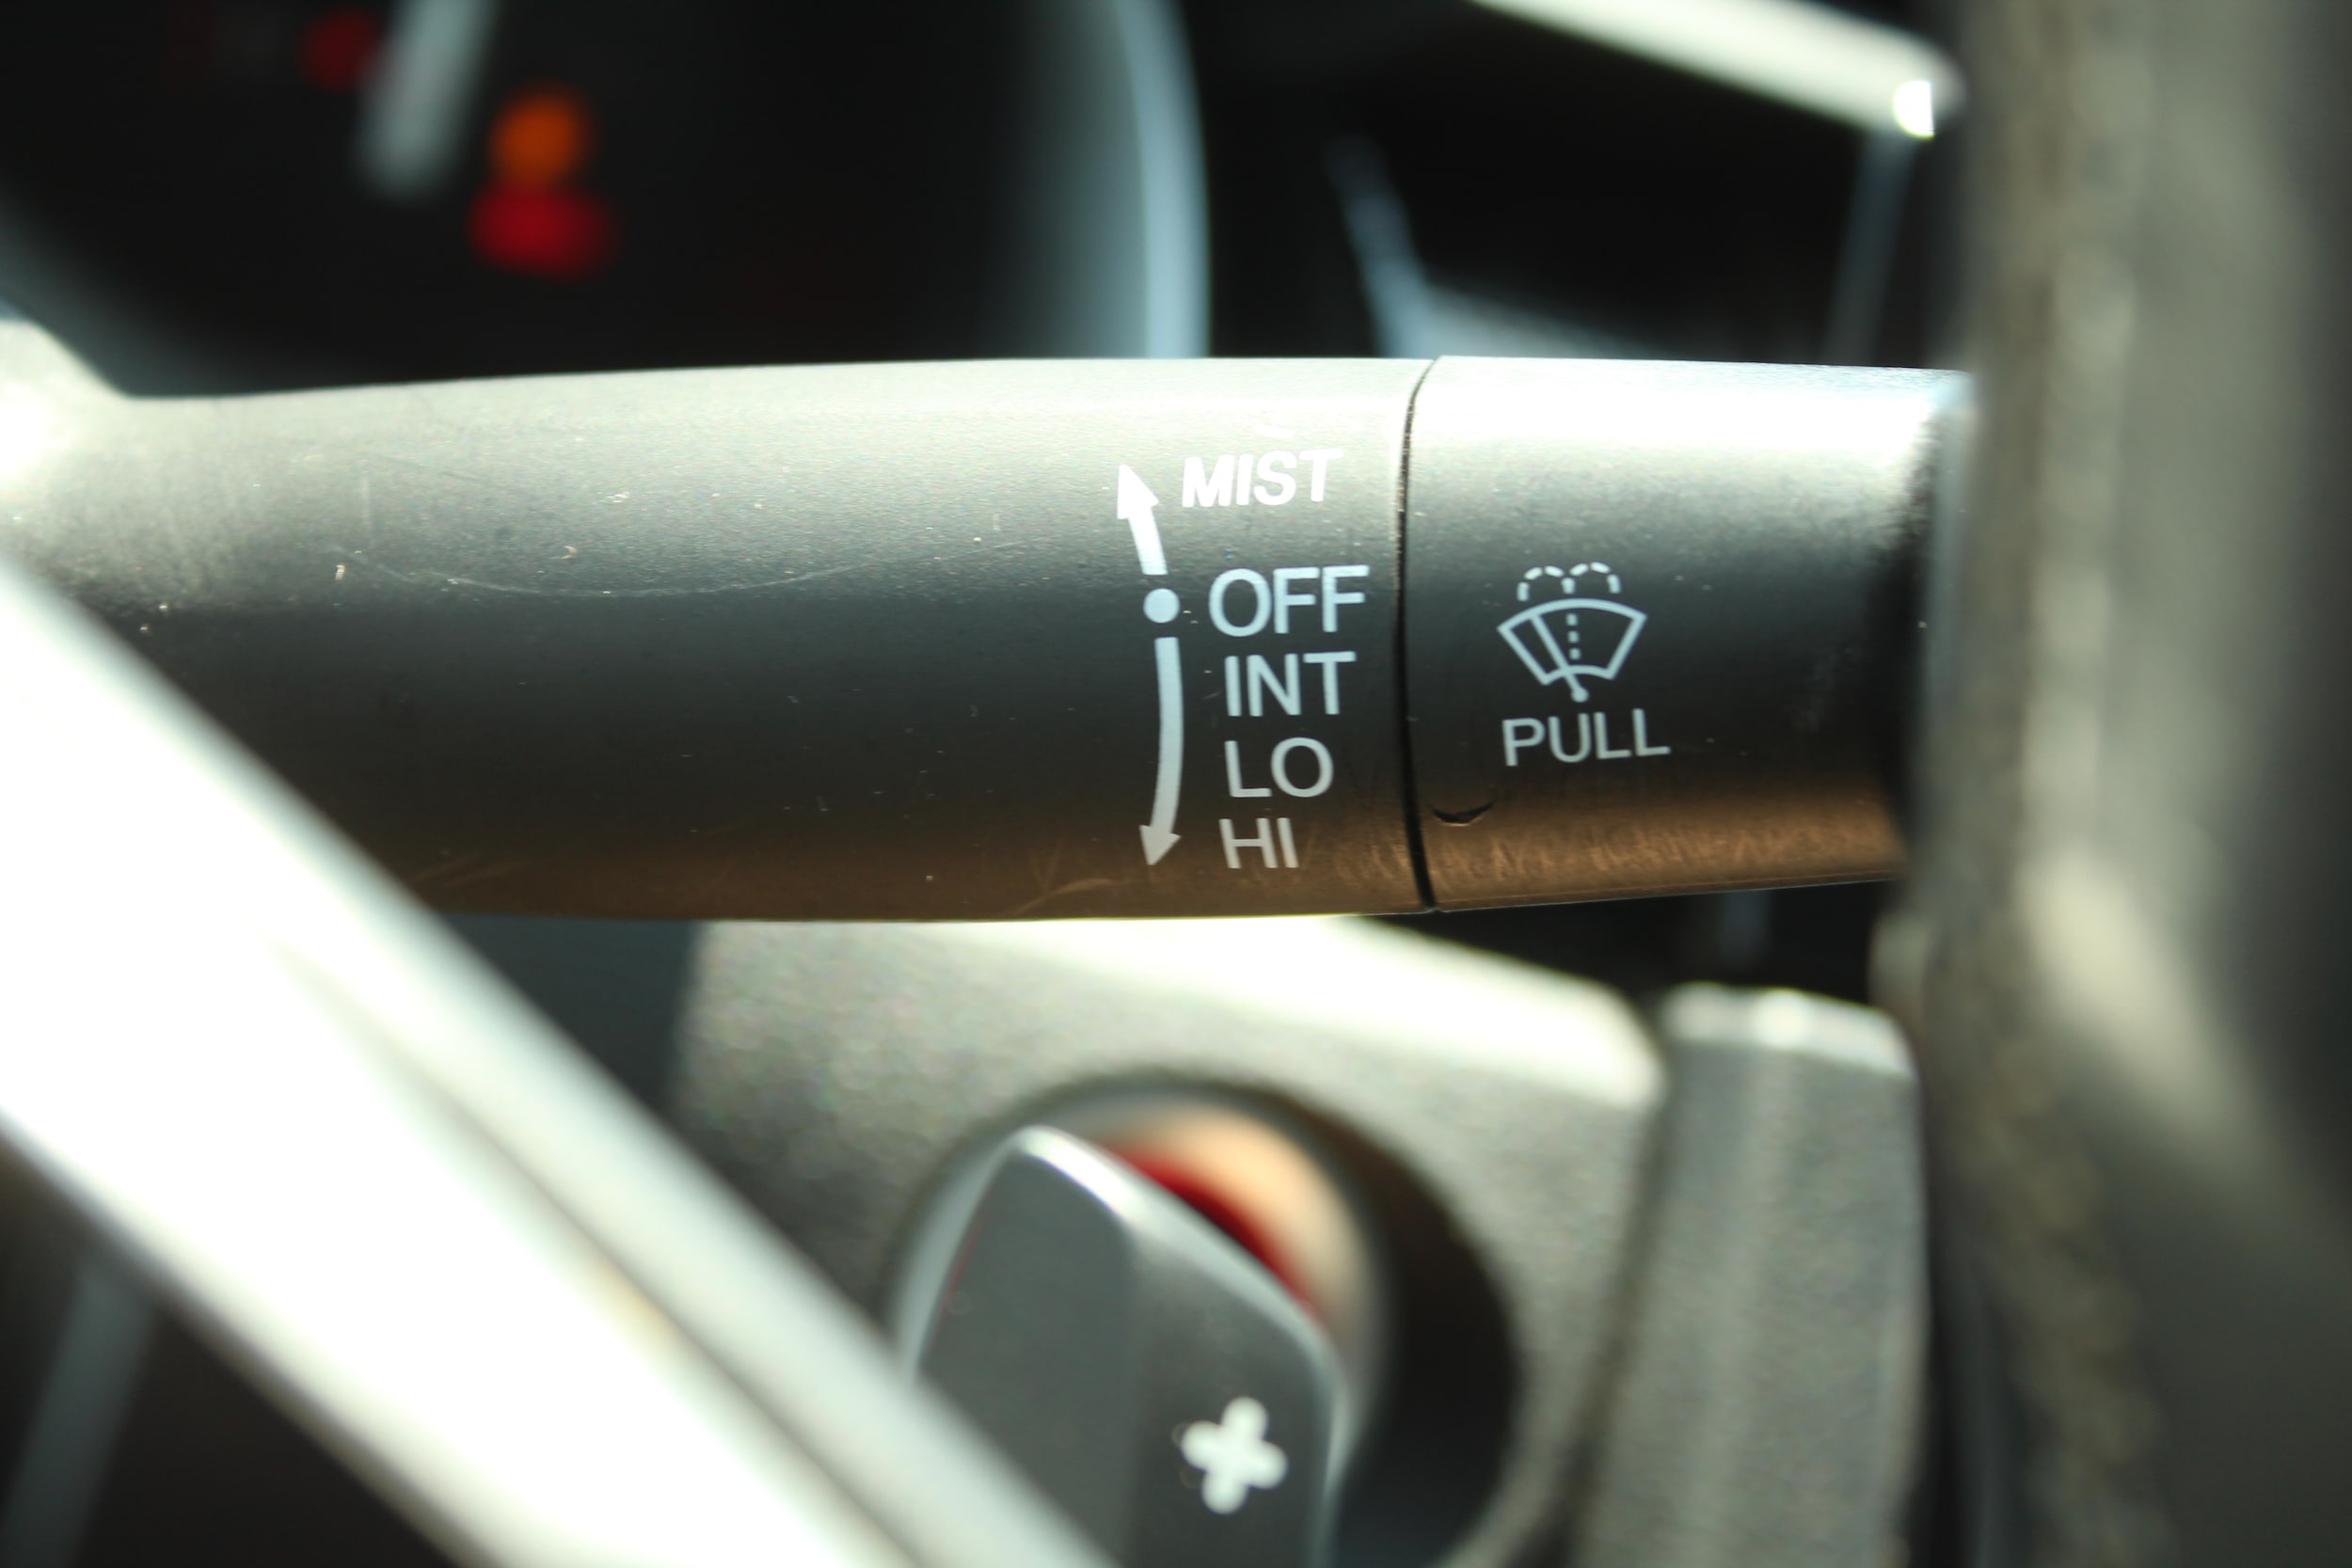 MIST
OFF
INT
LO
HI
PULL
+